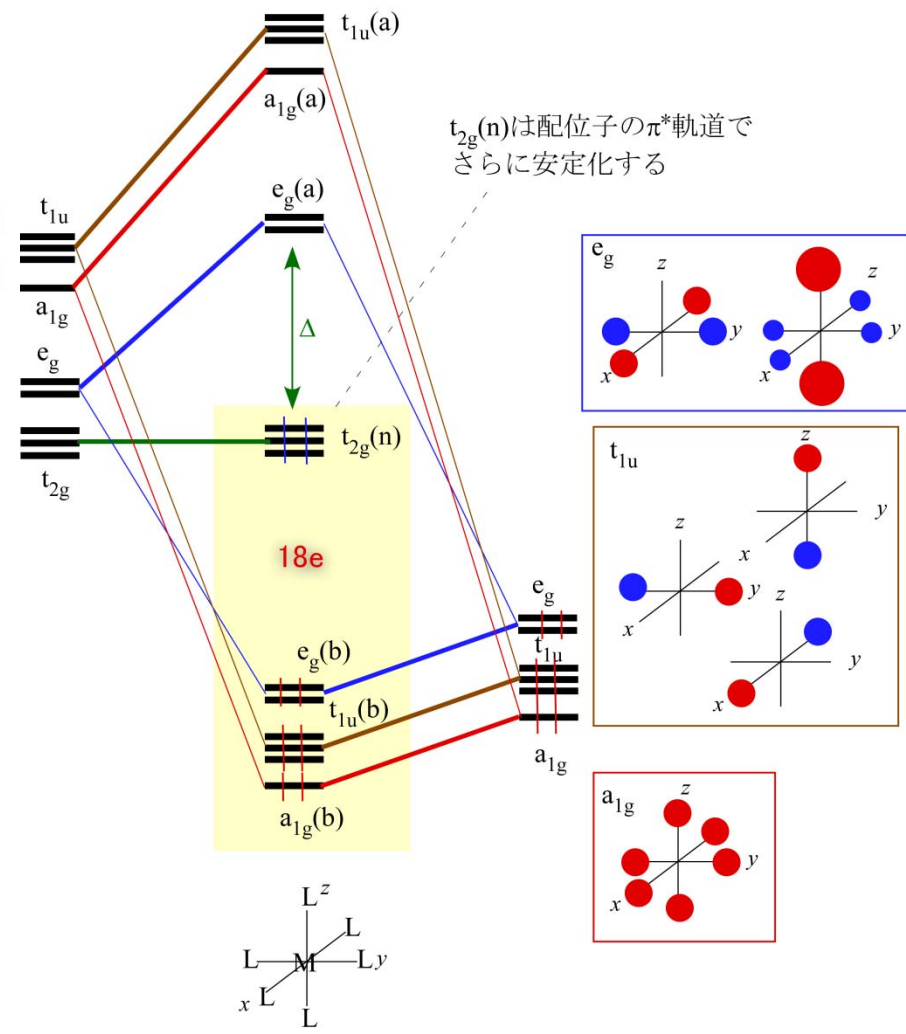 t1u(a)
a1g(a)
t2g(n)は配位子のπ*軌道で
さらに安定化する
eg(a)
t1u
a1g
eg
t2g
Δ
t2g(n)
18e
eg(b)
t1u(b)
a1g(b)
eg
t1u
a1g
eg
z
x
y
z
x
y
t1u
z
x
y
z
x
y
z
x
y
a1g
z
x
y
L z
L
L M L y
x L
L